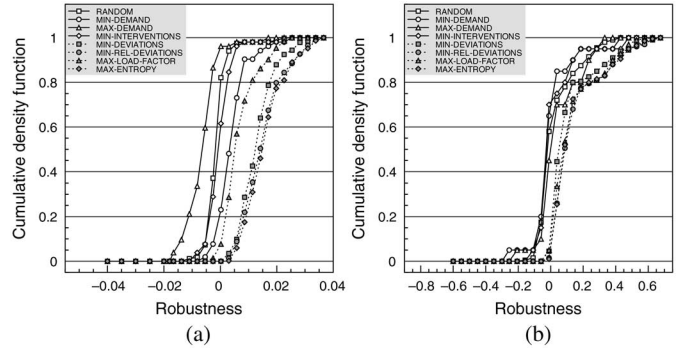 RANDOM
MIN-DEMAND
MAX-DEMAND
MIN-INTERVENTIONS
MIN-DEVIATIONS
MIN-REL-DEVIATIONS
MAX-LOAD-FACTOR
MAX-ENTROPY
Cumulative density function
1
0.8
0.6
0.4
0.2
0
−0.04 −0.02 0 0.02 0.04
Robustness
(a)
RANDOM
MIN-DEMAND
MAX-DEMAND
MIN-INTERVENTIONS
MIN-DEVIATIONS
MIN-REL-DEVIATIONS
MAX-LOAD-FACTOR
MAX-ENTROPY
Cumulative density function
1
0.8
0.6
0.4
0.2
0
−0.8 −0.6 −0.4 −0.2 0 0.2 0.4 0.6
Robustness
(b)